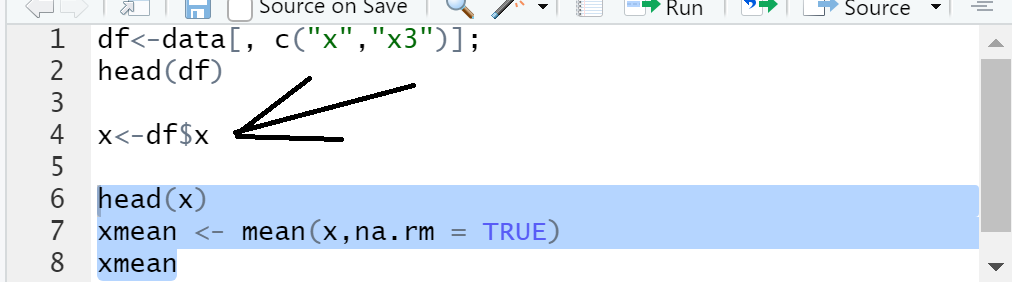 Source on Save Run Source
1 df<-data[, c("x","x3")];
2 head(df)
3
4 x<-df$x
5
6 head(x)
7 xmean <- mean(x,na.rm = TRUE)
8 xmean